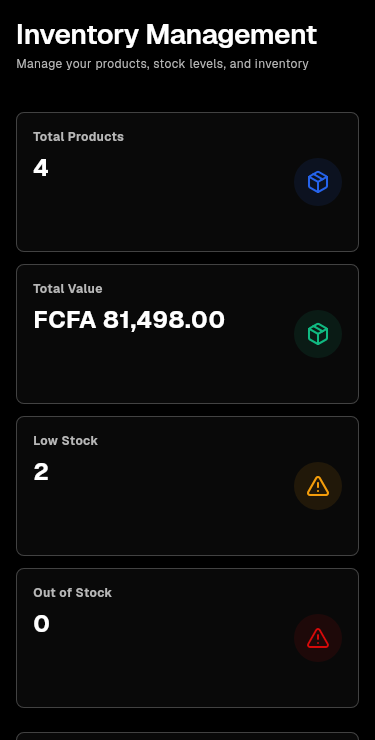 Inventory Management
Manage your products, stock levels, and inventory
Total Products
4
Total Value
FCFA 81,498.00
Low Stock
2
Out of Stock
0